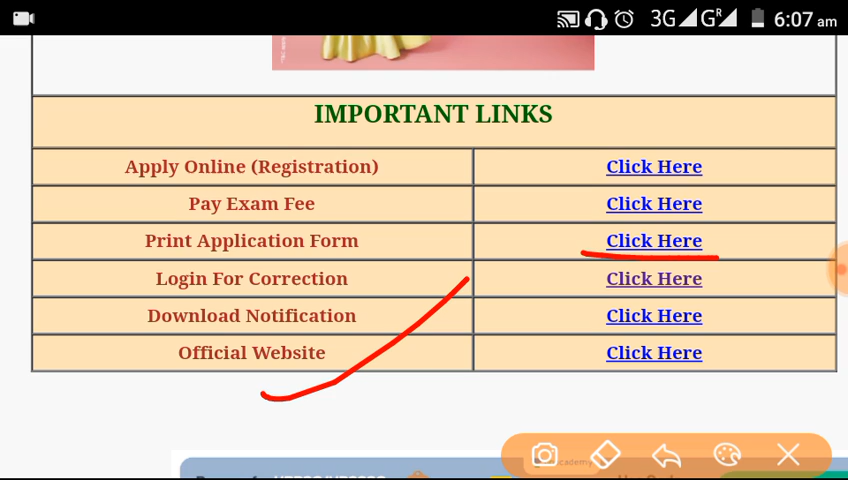 3G GR 6:07 am
IMPORTANT LINKS
Apply Online (Registration) Click Here
Pay Exam Fee Click Here
Print Application Form Click Here
Login For Correction Click Here
Download Notification Click Here
Official Website Click Here